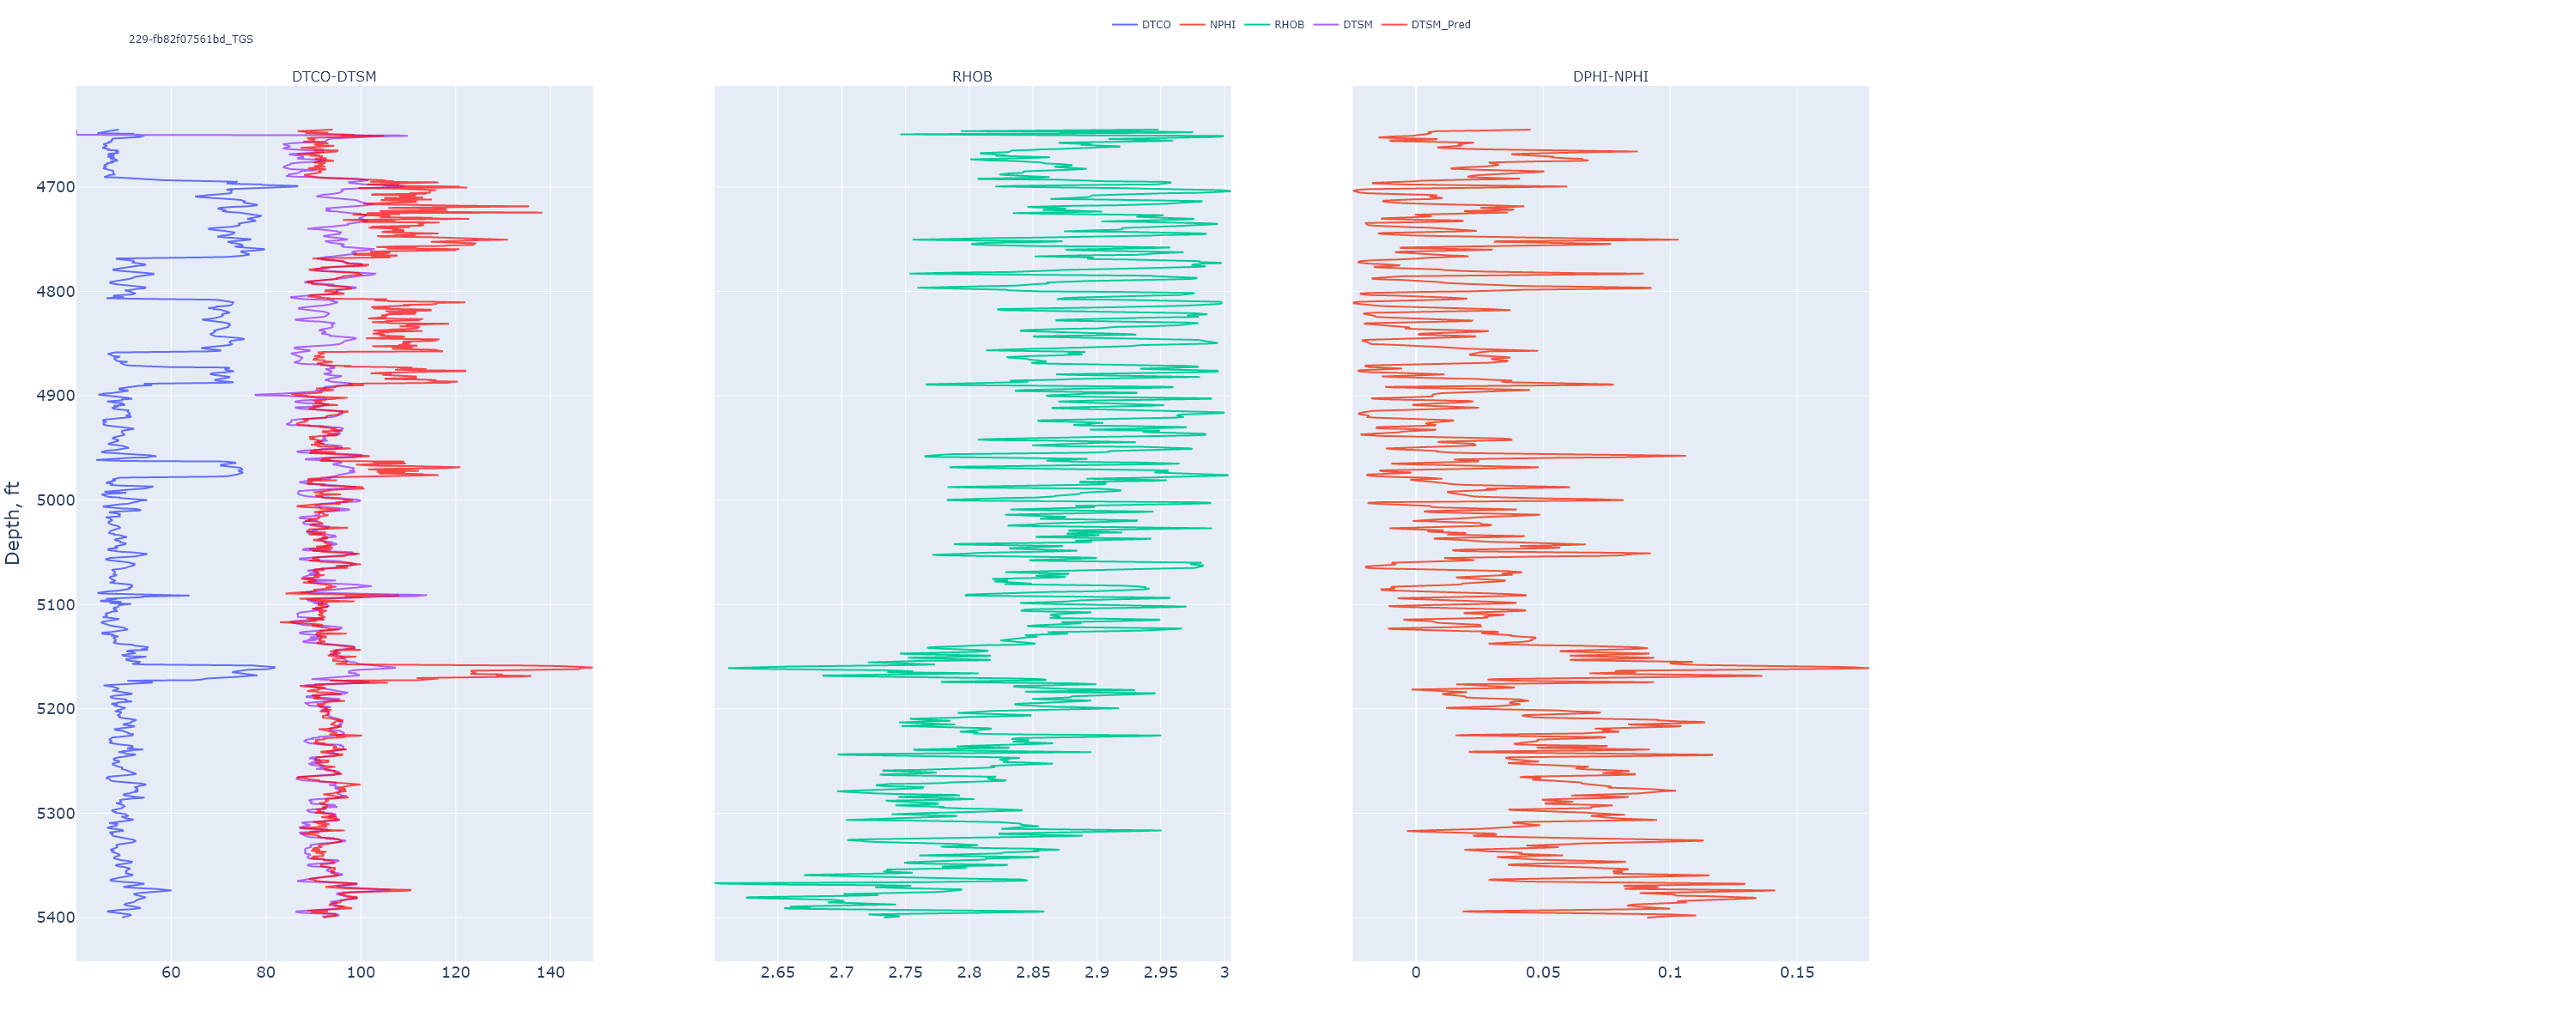 DTCO NPHI RHOB DTSM DTSM_Pred
229-fb82f07561bd_TGS
DTCO-DTSM RHOB DPHI-NPHI
Depth, ft
4700
4800
4900
5000
5100
5200
5300
5400
60 80 100 120 140
2.65 2.7 2.75 2.8 2.85 2.9 2.95 3
0 0.05 0.1 0.15